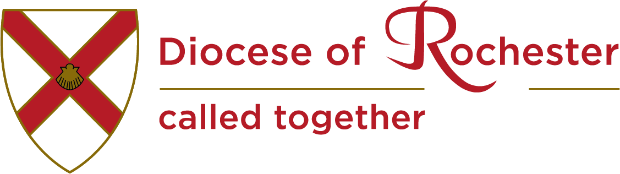 Diocese of Rochester
called together